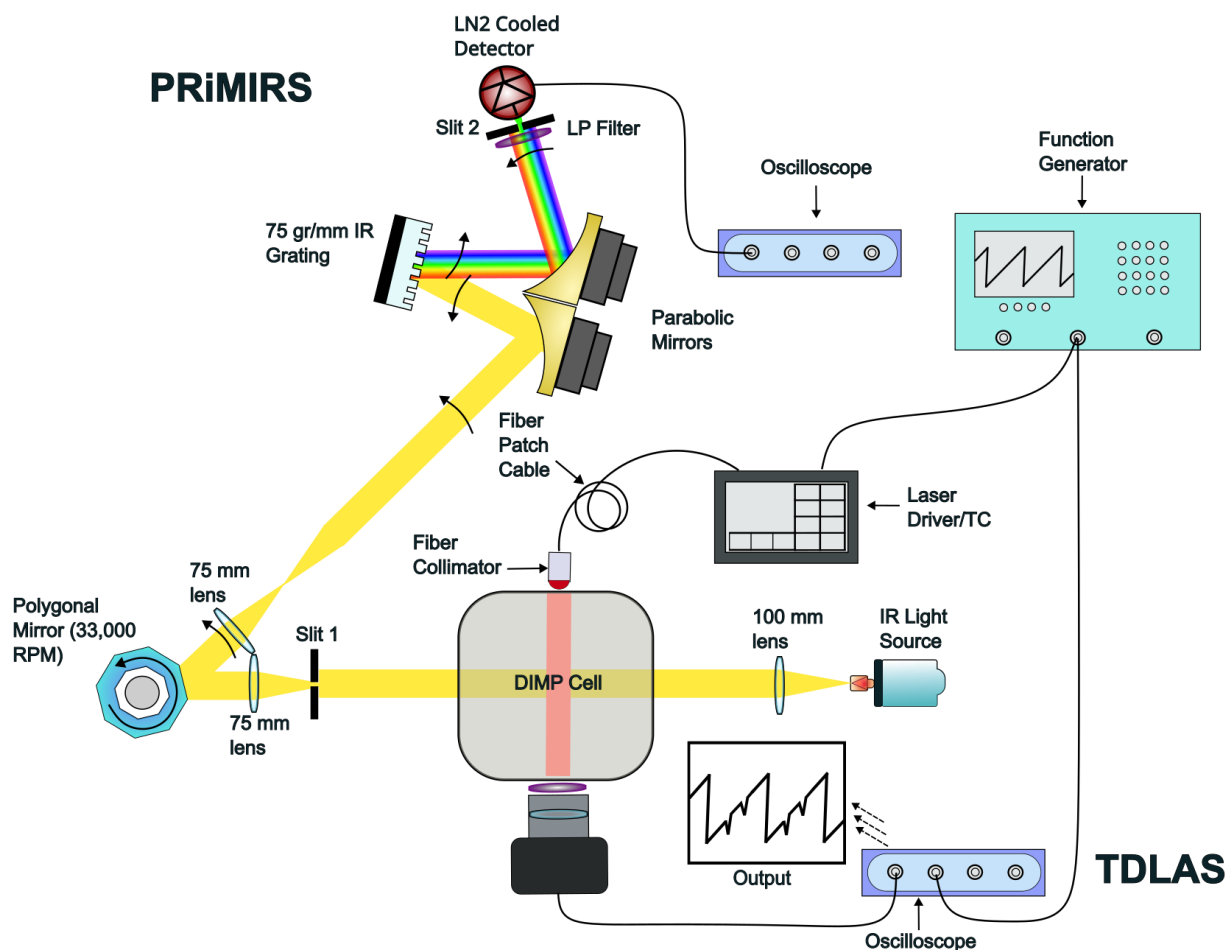 LN2 Cooled
Detector
PRiMIRS
Slit 2
LP Filter
Function
Generator
Oscilloscope
75 gr/mm IR
Grating
Parabolic
Mirrors
Fiber
Patch
Cable
Laser
Driver/TC
Fiber
Collimator
75 mm
lens
Polygonal
Mirror (33,000
RPM)
Slit 1
100 mm
lens
IR Light
Source
DIMP Cell
75 mm
lens
Output
TDLAS
Oscilloscope